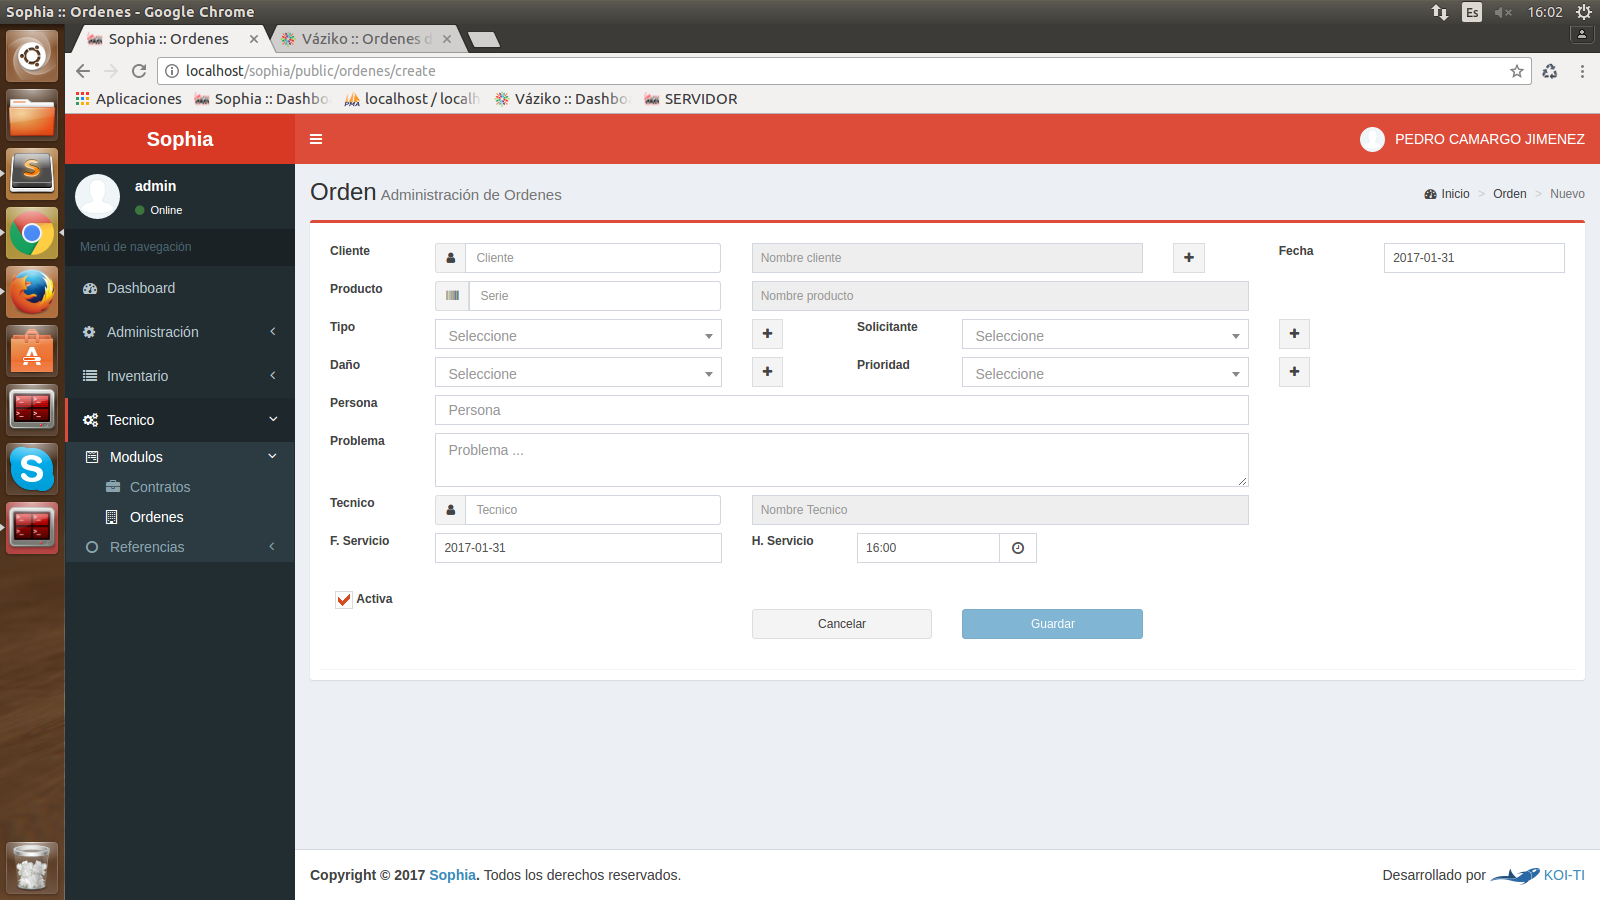 Sophia :: Ordenes - Google Chrome
Es
16:02
Sophia :: Ordenes
Váziko :: Ordenes d
localhost/sophia/public/ordenes/create
Aplicaciones
Sophia :: Dashbo
localhost / localh
Váziko :: Dashbo
SERVIDOR
Sophia
PEDRO CAMARGO JIMENEZ
admin
Online
Menú de navegación
Dashboard
Administración
Inventario
Tecnico
Modulos
Contratos
Ordenes
Referencias
Orden Administración de Ordenes
Inicio > Orden > Nuevo
Cliente
Cliente
Nombre cliente
Fecha
2017-01-31
Producto
Serie
Nombre producto
Tipo
Seleccione
Solicitante
Seleccione
Daño
Seleccione
Prioridad
Seleccione
Persona
Persona
Problema
Problema ...
Tecnico
Tecnico
Nombre Tecnico
F. Servicio
2017-01-31
H. Servicio
16:00
Activa
Cancelar
Guardar
Copyright © 2017 Sophia. Todos los derechos reservados.
Desarrollado por KOI-TI